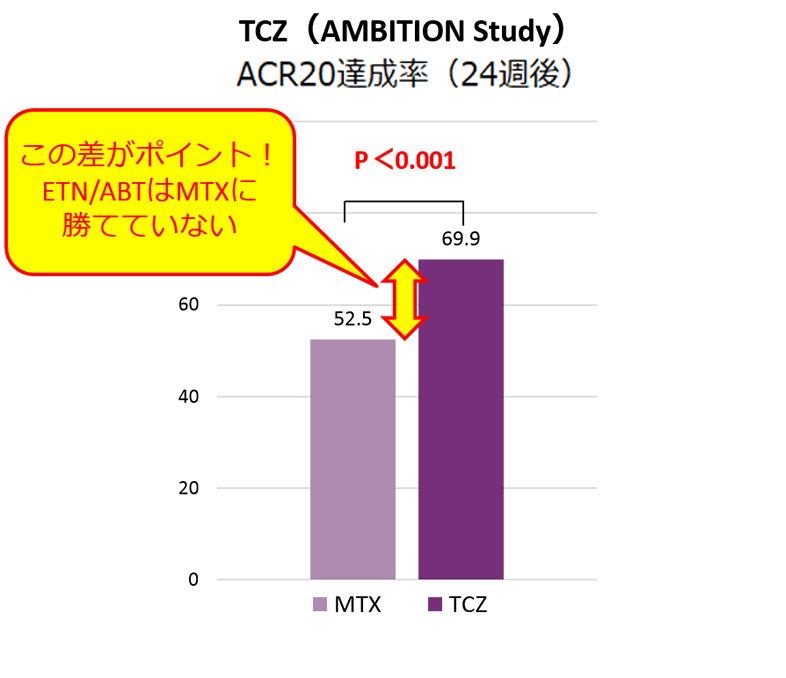 TCZ（AMBITION Study）
ACR20達成率（24週後）
この差がポイント！
ETN/ABTはMTXに
勝てていない
P＜0.001
69.9
52.5
60
40
20
0
MTX
TCZ